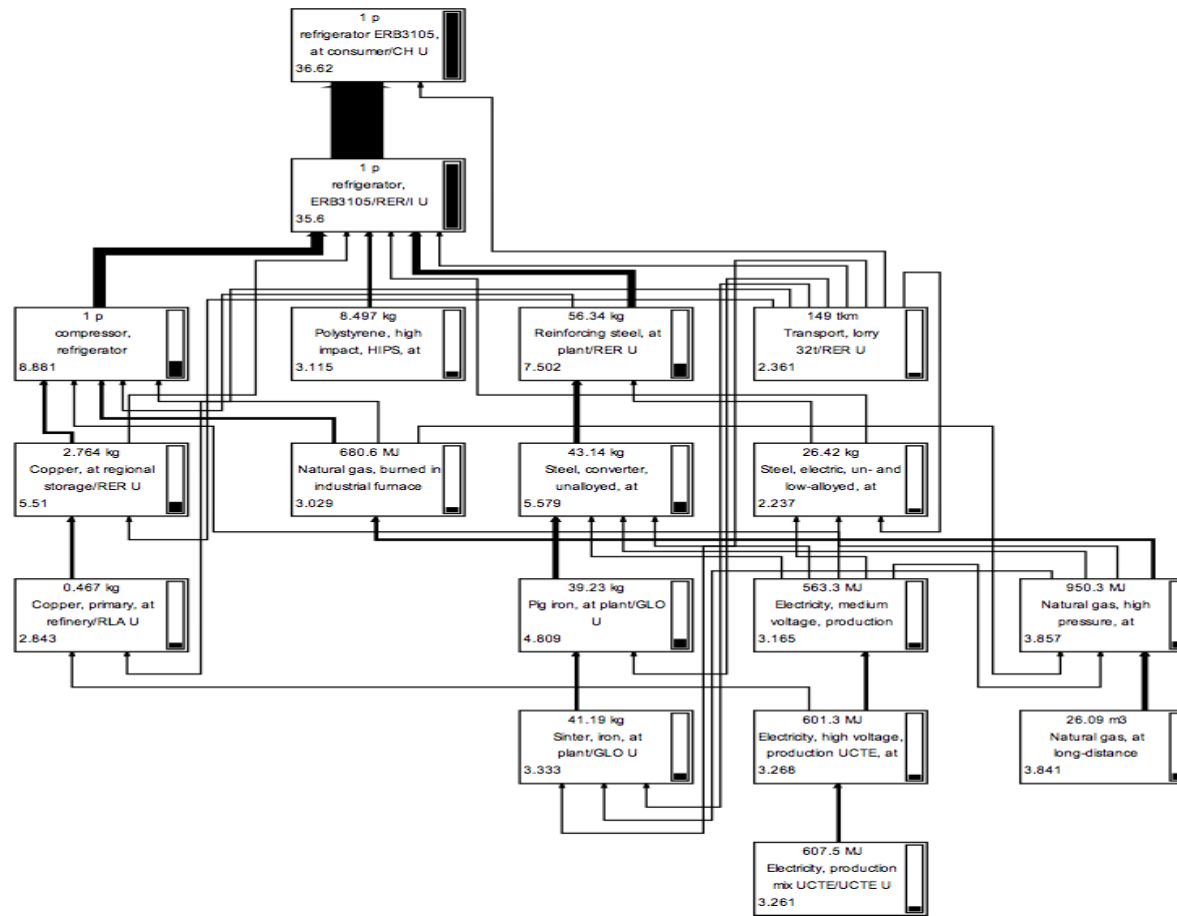 1 p
refrigerator ERB3105,
at consumer/CH U
36.62
1 p
refrigerator,
ERB3105/RER/I U
35.6
1 p
compressor,
refrigerator
8.881
8.497 kg
Polystyrene, high
impact, HIPS, at
3.115
56.34 kg
Reinforcing steel, at
plant/RER U
7.502
149 tkm
Transport, lorry
32t/RER U
2.361
2.764 kg
Copper, at regional
storage/RER U
5.51
680.6 MJ
Natural gas, burned in
industrial furnace
3.029
43.14 kg
Steel, converter,
unalloyed, at
5.579
26.42 kg
Steel, electric, un- and
low-alloyed, at
2.237
0.467 kg
Copper, primary, at
refinery/RLA U
2.843
39.23 kg
Pig iron, at plant/GLO
U
4.809
563.3 MJ
Electricity, medium
voltage, production
3.165
950.3 MJ
Natural gas, high
pressure, at
3.857
41.19 kg
Sinter, iron, at
plant/GLO U
3.333
601.3 MJ
Electricity, high voltage,
production UCTE, at
3.268
26.09 m3
Natural gas, at
long-distance
3.841
607.5 MJ
Electricity, production
mix UCTE/UCTE U
3.261